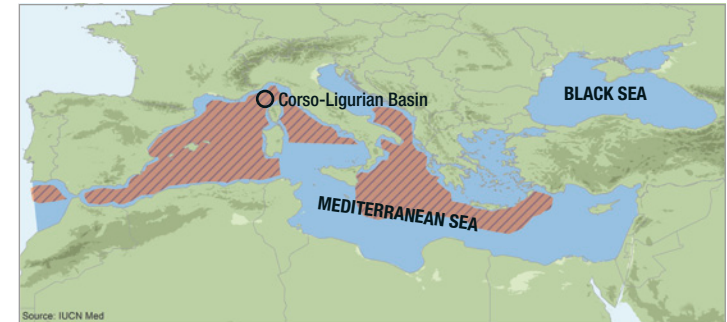 BLACK SEA
Corso-Ligurian Basin
MEDITERRANEAN SEA
Source: IUCN Med